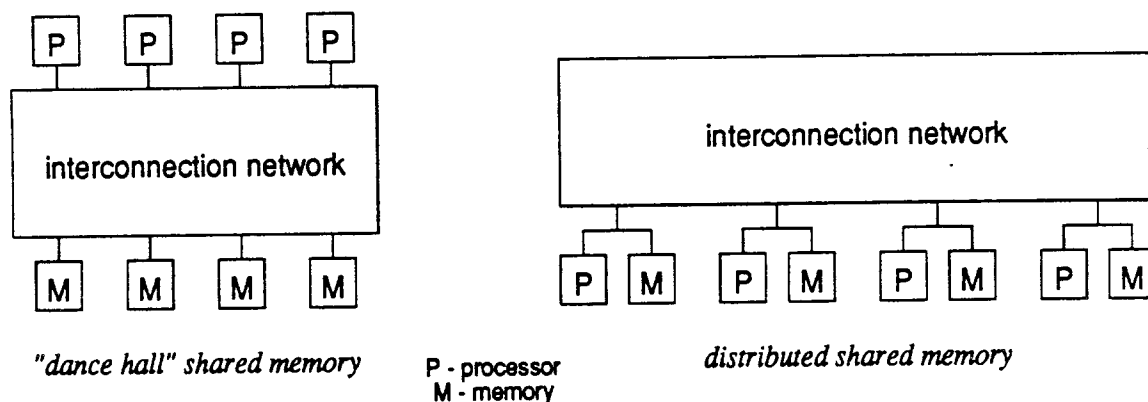 P P P P
interconnection network
M M M M
"dance hall" shared memory
interconnection network
P M P M P M P M
distributed shared memory
P - processor
M - memory